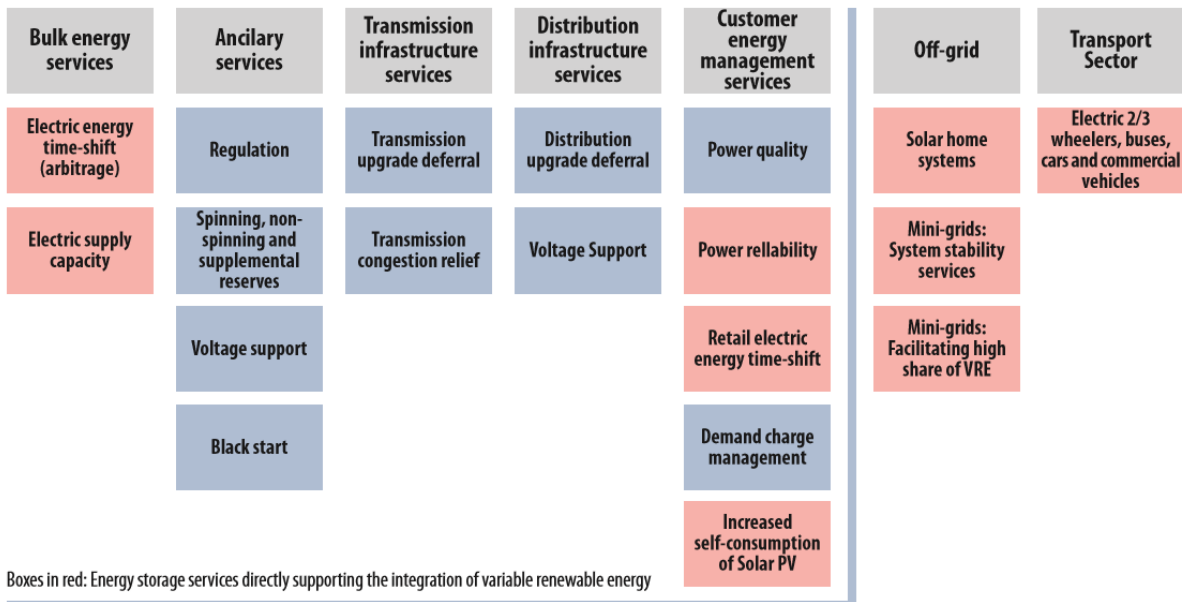 Bulk energy
services
Ancilary
services
Transmission
infrastructure
services
Distribution
infrastructure
services
Customer
energy
management
services
Off-grid
Transport
Sector
Electric energy
time-shift
(arbitrage)
Regulation
Transmission
upgrade deferral
Distribution
upgrade deferral
Power quality
Solar home
systems
Electric 2/3
wheelers, buses,
cars and commercial
vehicles
Electric supply
capacity
Spinning, non-
spinning and
supplemental
reserves
Transmission
congestion relief
Voltage Support
Power rellability
Mini-grids:
System stability
services
Voltage support
Retail electric
energy time-shift
Mini-grids:
Facilitating high
share of VRE
Black start
Demand charge
management
Increased
self-consumption
of Solar PV
Boxes in red: Energy storage services directly supporting the integration of variable renewable energy